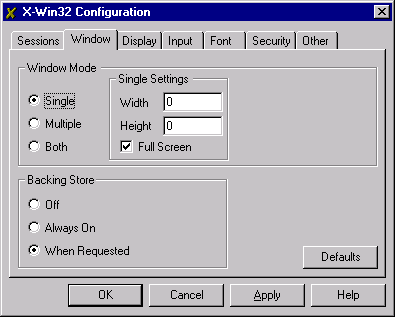 X-Win32 Configuration
Sessions Window Display Input Font Security Other
Window Mode
Single
Multiple
Both
Single Settings
Width 0
Height 0
Full Screen
Backing Store
Off
Always On
When Requested
Defaults
OK Cancel Apply Help